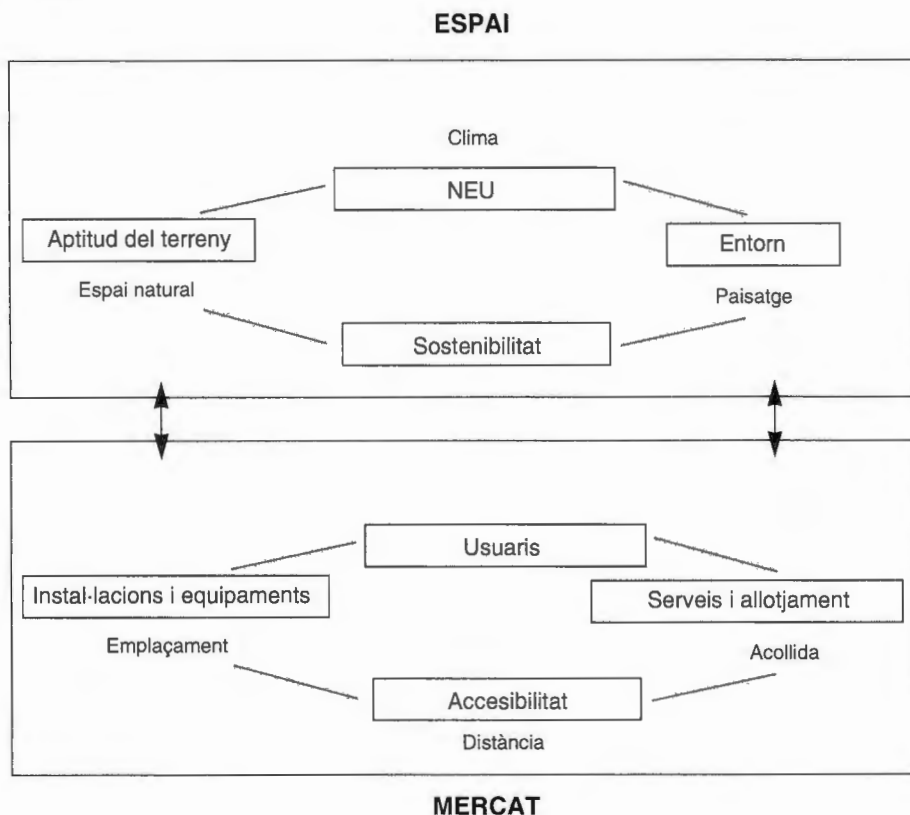 ESPAI
Clima
NEU
Aptitud del terreny
Entorn
Espai natural
Paisatge
Sostenibilitat
Usuaris
Instal·lacions i equipaments
Serveis i allotjament
Emplaçament
Acollida
Accesibilitat
Distància
MERCAT